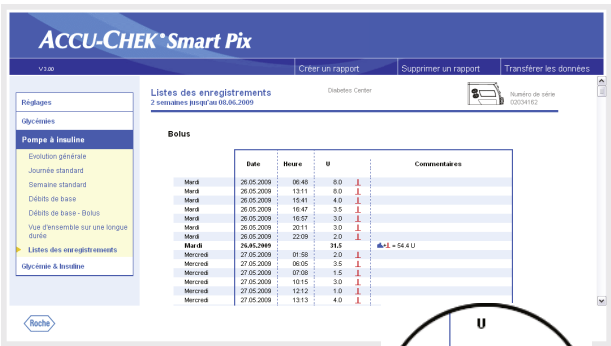 ACCU-CHEK® Smart Pix
V 3.00 Créer un rapport Supprimer un rapport Transférer les données
Réglages
Glycémies
Pompe à insuline
Evolution générale
Journée standard
Semaine standard
Débits de base
Débits de base - Bolus
Vue d'ensemble sur une longue
durée
Listes des enregistrements
Glycémie & Insuline
Listes des enregistrements
2 semaines jusqu'au 08.06.2009
Diabetes Center
Numéro de série
02034162
Bolus
Date Heure U Commentaires
Mardi 26.05.2009 06:48 8.0
Mardi 26.05.2009 13:11 8.0
Mardi 26.05.2009 15:41 4.0
Mardi 26.05.2009 16:47 3.5
Mardi 26.05.2009 16:57 3.0
Mardi 26.05.2009 20:11 3.0
Mardi 26.05.2009 22:09 2.0
Mardi 26.05.2009 31,5 = 54.4 U
Mercredi 27.05.2009 01:58 2.0
Mercredi 27.05.2009 06:05 3.5
Mercredi 27.05.2009 07:08 1.5
Mercredi 27.05.2009 10:15 3.0
Mercredi 27.05.2009 12:12 1.0
Mercredi 27.05.2009 13:13 4.0
Roche
U